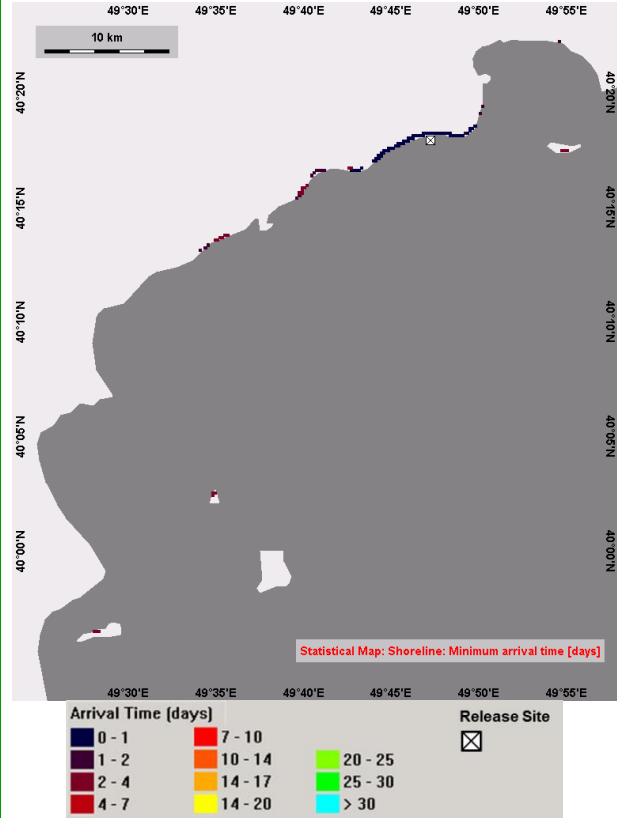 49°30'E 49°35'E 49°40'E 49°45'E 49°50'E 49°55'E
10 km
40°20'N 40°20'N
40°15'N 40°15'N
40°10'N 40°10'N
40°05'N 40°05'N
40°00'N 40°00'N
Statistical Map: Shoreline: Minimum arrival time [days]
49°30'E 49°35'E 49°40'E 49°45'E 49°50'E 49°55'E
Arrival Time (days)
Release Site
0 - 1 7 - 10
1 - 2 10 - 14 20 - 25
2 - 4 14 - 17 25 - 30
4 - 7 14 - 20 > 30